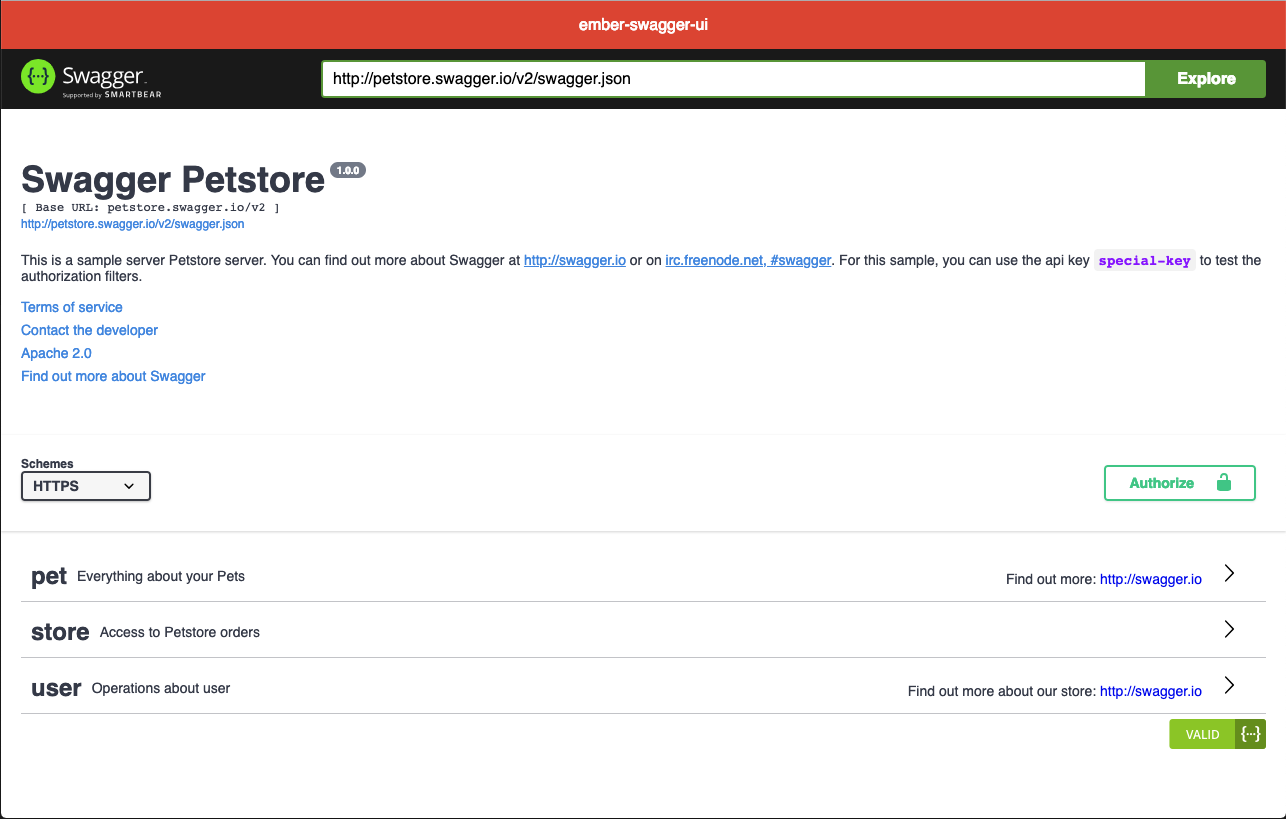 ember-swagger-ui
{···} Swagger
Supported by SMARTBEAR
http://petstore.swagger.io/v2/swagger.json
Explore
Swagger Petstore 1.0.0
[ Base URL: petstore.swagger.io/v2 ]
http://petstore.swagger.io/v2/swagger.json
This is a sample server Petstore server. You can find out more about Swagger at http://swagger.io or on irc.freenode.net, #swagger. For this sample, you can use the api key special-key to test the
authorization filters.
Terms of service
Contact the developer
Apache 2.0
Find out more about Swagger
Schemes
HTTPS
Authorize
pet Everything about your Pets Find out more: http://swagger.io
store Access to Petstore orders
user Operations about user Find out more about our store: http://swagger.io
VALID {···}